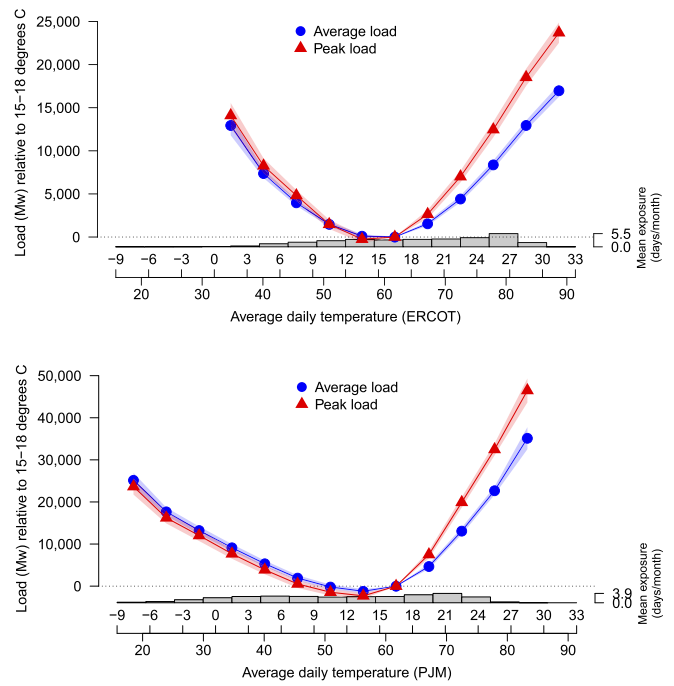 Load (Mw) relative to 15−18 degrees C
25,000
20,000
15,000
10,000
5,000
0
Average load
Peak load
5.5
0.0
Mean exposure
(days/month)
−9 −6 −3 0 3 6 9 12 15 18 21 24 27 30 33
20 30 40 50 60 70 80 90
Average daily temperature (ERCOT)
Load (Mw) relative to 15−18 degrees C
50,000
40,000
30,000
20,000
10,000
0
Average load
Peak load
3.9
0.0
Mean exposure
(days/month)
−9 −6 −3 0 3 6 9 12 15 18 21 24 27 30 33
20 30 40 50 60 70 80 90
Average daily temperature (PJM)